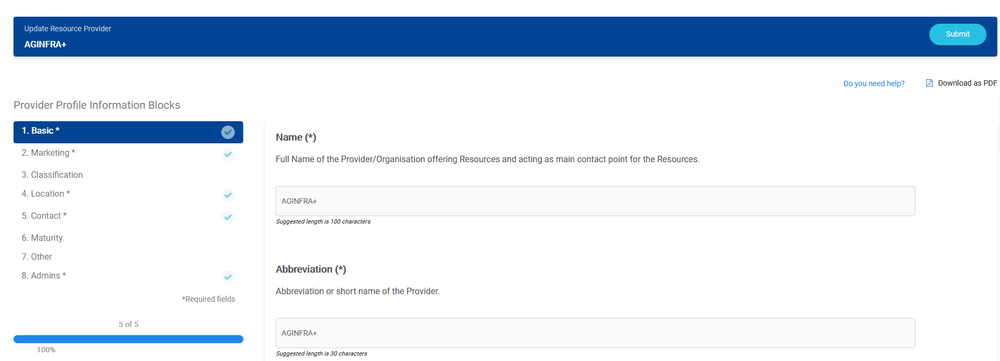 Update Resource Provider
AGINFRA+
Submit
Do you need help?
Download as PDF
Provider Profile Information Blocks
1. Basic *
2. Marketing *
3. Classification
4. Location *
5. Contact *
6. Maturity
7. Other
8. Admins *
*Required fields
5 of 5
100%
Name (*)
Full Name of the Provider/Organisation offering Resources and acting as main contact point for the Resources.
AGINFRA+
Suggested length is 100 characters
Abbreviation (*)
Abbreviation or short name of the Provider.
AGINFRA+
Suggested length is 30 characters